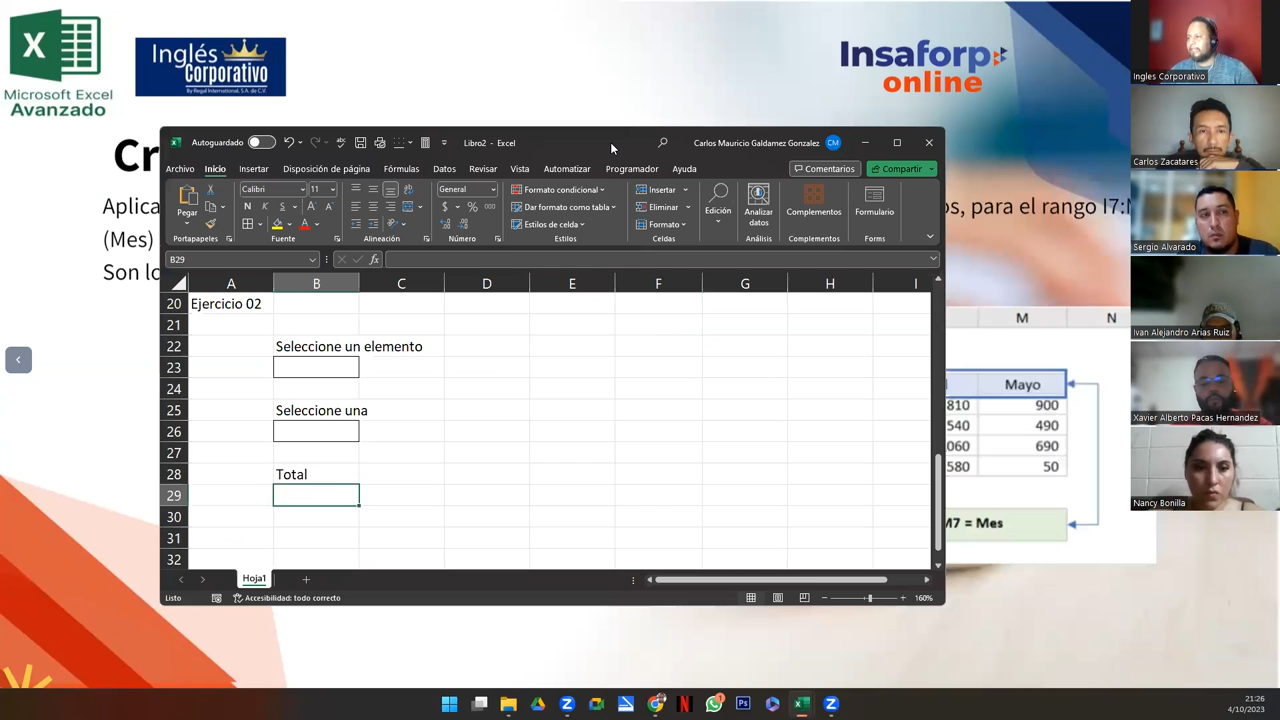 Microsoft Excel
Avanzado
Inglés
Corporativo
By Regal International, S.A. de C.V.
Insaforp
online
Cr
Aplica
os, para el rango I7:M
(Mes)
Son lo
Autoguardado
Libro2 - Excel
Carlos Mauricio Galdamez Gonzalez
CM
Archivo Inicio Insertar Disposición de página Fórmulas Datos Revisar Vista Automatizar Programador Ayuda
Comentarios
Compartir
Pegar
Portapapeles
Calibri
11
N K S
Fuente
Alineación
General
Número
Formato condicional
Dar formato como tabla
Estilos de celda
Estilos
Insertar
Eliminar
Formato
Celdas
Edición
Analizar
datos
Análisis
Complementos
Complementos
Formulario
Forms
B29
fx
A B C D E F G H I
20 Ejercicio 02
21
22 Seleccione un elemento
23
24
25 Seleccione una
26
27
28 Total
29
30
31
32
Hoja1
Listo
Accesibilidad: todo correcto
160%
M N
Mayo
810 900
540 490
060 690
580 50
M7 = Mes
Ingles Corporativo
Carlos Zacatares
Sergio Alvarado
Ivan Alejandro Arias Ruiz
Xavier Alberto Pacas Hernandez
Nancy Bonilla
21:26
4/10/2023